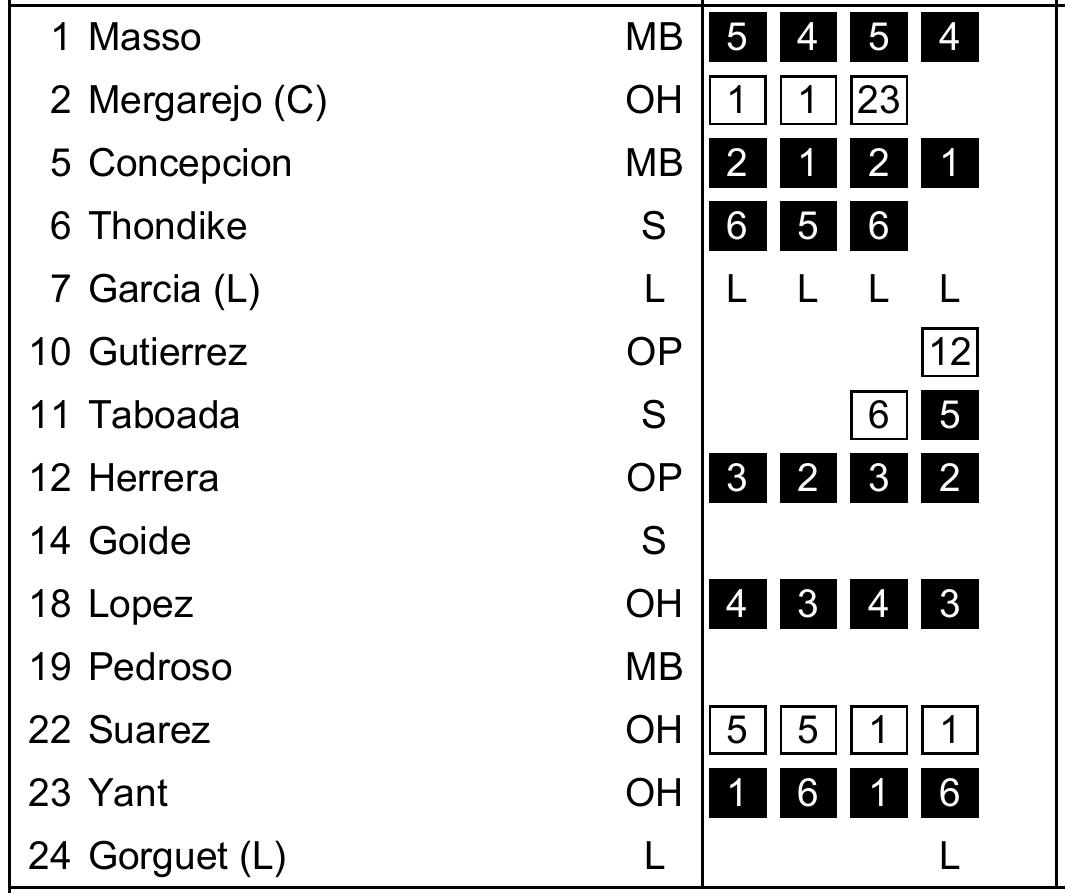 1 Masso MB 5 4 5 4
2 Mergarejo (C) OH 1 1 23
5 Concepcion MB 2 1 2 1
6 Thondike S 6 5 6
7 Garcia (L) L L L L L
10 Gutierrez OP 12
11 Taboada S 6 5
12 Herrera OP 3 2 3 2
14 Goide S
18 Lopez OH 4 3 4 3
19 Pedroso MB
22 Suarez OH 5 5 1 1
23 Yant OH 1 6 1 6
24 Gorguet (L) L L